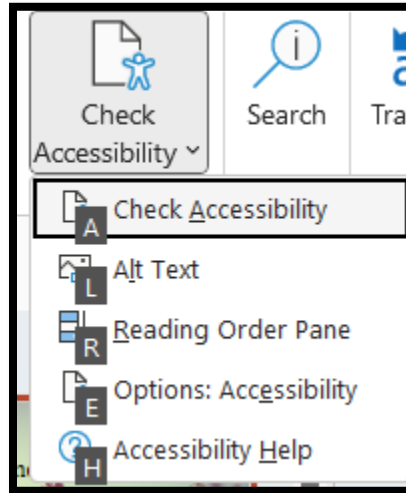 Check
Accessibility
Search
Tra
Check Accessibility
A
Alt Text
L
Reading Order Pane
R
Options: Accessibility
E
Accessibility Help
H